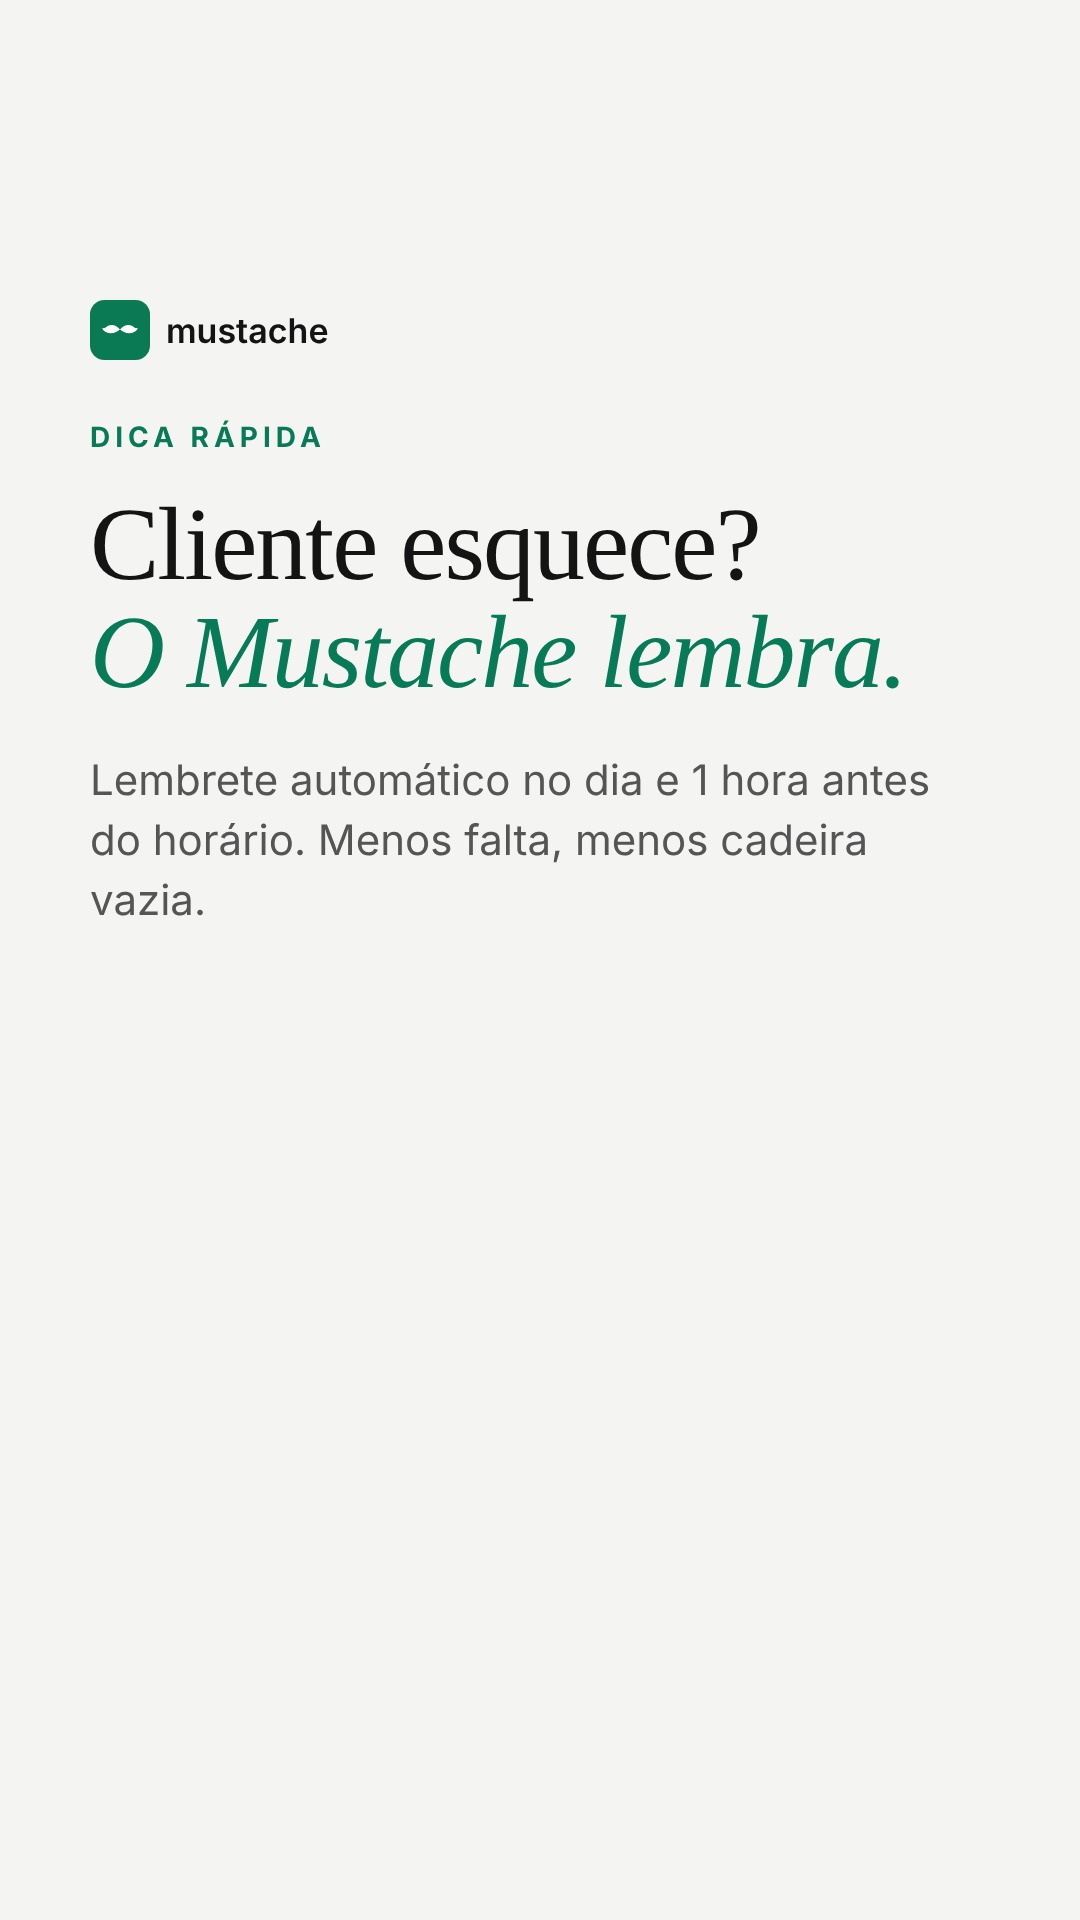 mustache
DICA RÁPIDA
Cliente esquece?
O Mustache lembra.
Lembrete automático no dia e 1 hora antes
do horário. Menos falta, menos cadeira
vazia.